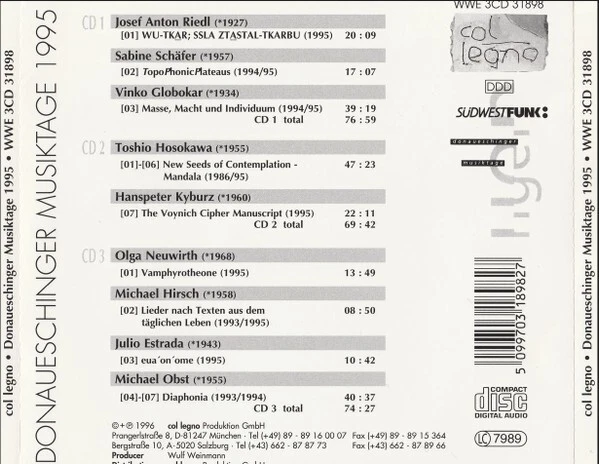 WWE 3CD 31898
CD 1
Josef Anton Riedl (*1927)
[01] WU-TKAR; SSLA ZTASTAL-TKARBU (1995) 20 : 09
Sabine Schäfer (*1957)
[02] TopoPhonicPlateaus (1994/95) 17 : 07
Vinko Globokar (*1934)
[03] Masse, Macht und Individuum (1994/95) 39 : 19
CD 1 total 76 : 59
CD 2
Toshio Hosokawa (*1955)
[01]-[06] New Seeds of Contemplation - 47 : 23
Mandala (1986/95)
Hanspeter Kyburz (*1960)
[07] The Voynich Cipher Manuscript (1995) 22 : 11
CD 2 total 69 : 42
CD 3
Olga Neuwirth (*1968)
[01] Vamphyrotheone (1995) 13 : 49
Michael Hirsch (*1958)
[02] Lieder nach Texten aus dem 08 : 50
täglichen Leben (1993/1995)
Julio Estrada (*1943)
[03] eua´on´ome (1995) 10 : 42
Michael Obst (*1955)
[04]-[07] Diaphonia (1993/1994) 40 : 37
CD 3 total 74 : 27
©+℗ 1996 col legno Produktion GmbH
Prangerlstraße 8, D-81247 München · Tel (+49) 89 - 89 16 00 07 Fax (+49) 89 - 89 15 364
Bergstraße 10, A-5020 Salzburg · Tel (+43) 662 - 87 87 73 Fax (+43) 662 - 87 89 66
Producer Wulf Weinmann
col legno
DDD
SÜDWESTFUNK:
donaueschinger
musiktage
5 099703 189827
COMPACT
disc
DIGITAL AUDIO
LC 7989
DONAUESCHINGER MUSIKTAGE 1995
col legno • Donaueschinger Musiktage 1995 • WWE 3CD 31898
col legno • Donaueschinger Musiktage 1995 • WWE 3CD 31898